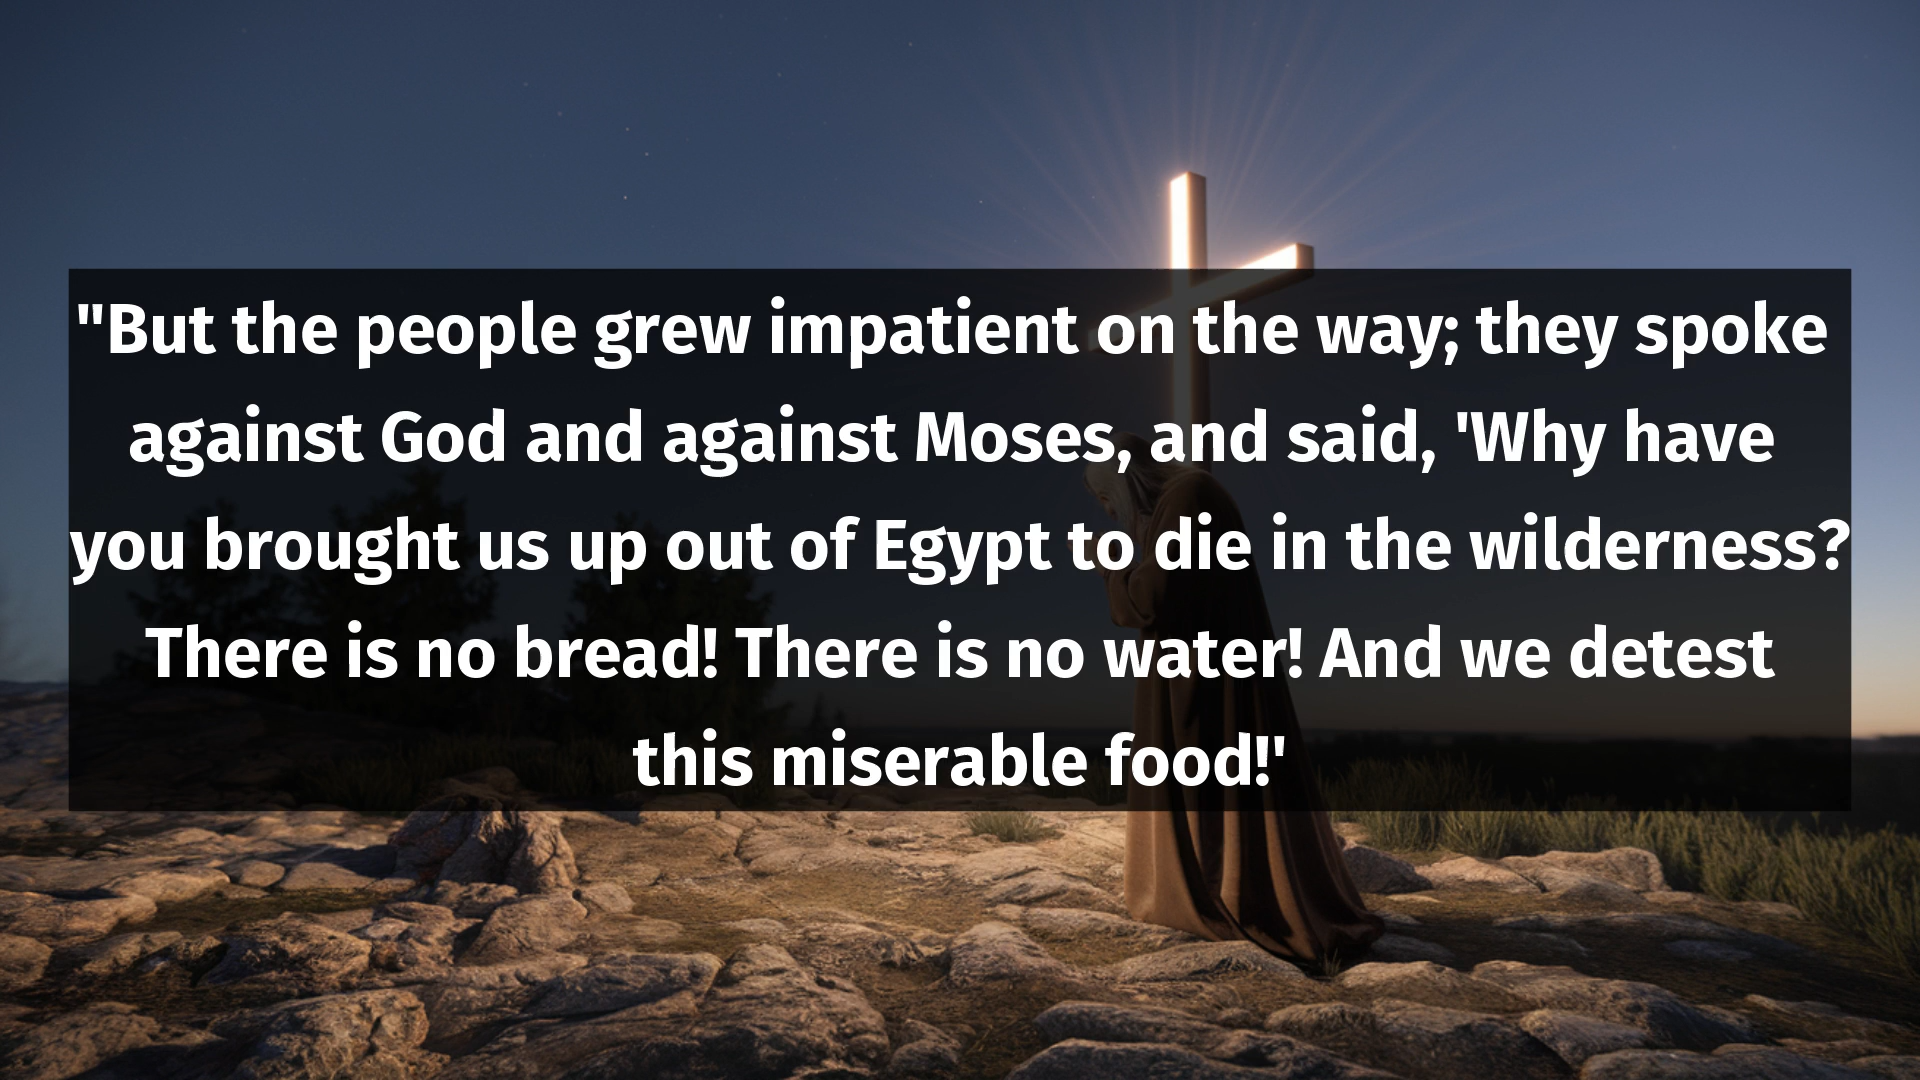 "But the people grew impatient on the way; they spoke
against God and against Moses, and said, 'Why have
you brought us up out of Egypt to die in the wilderness?
There is no bread! There is no water! And we detest
this miserable food!'